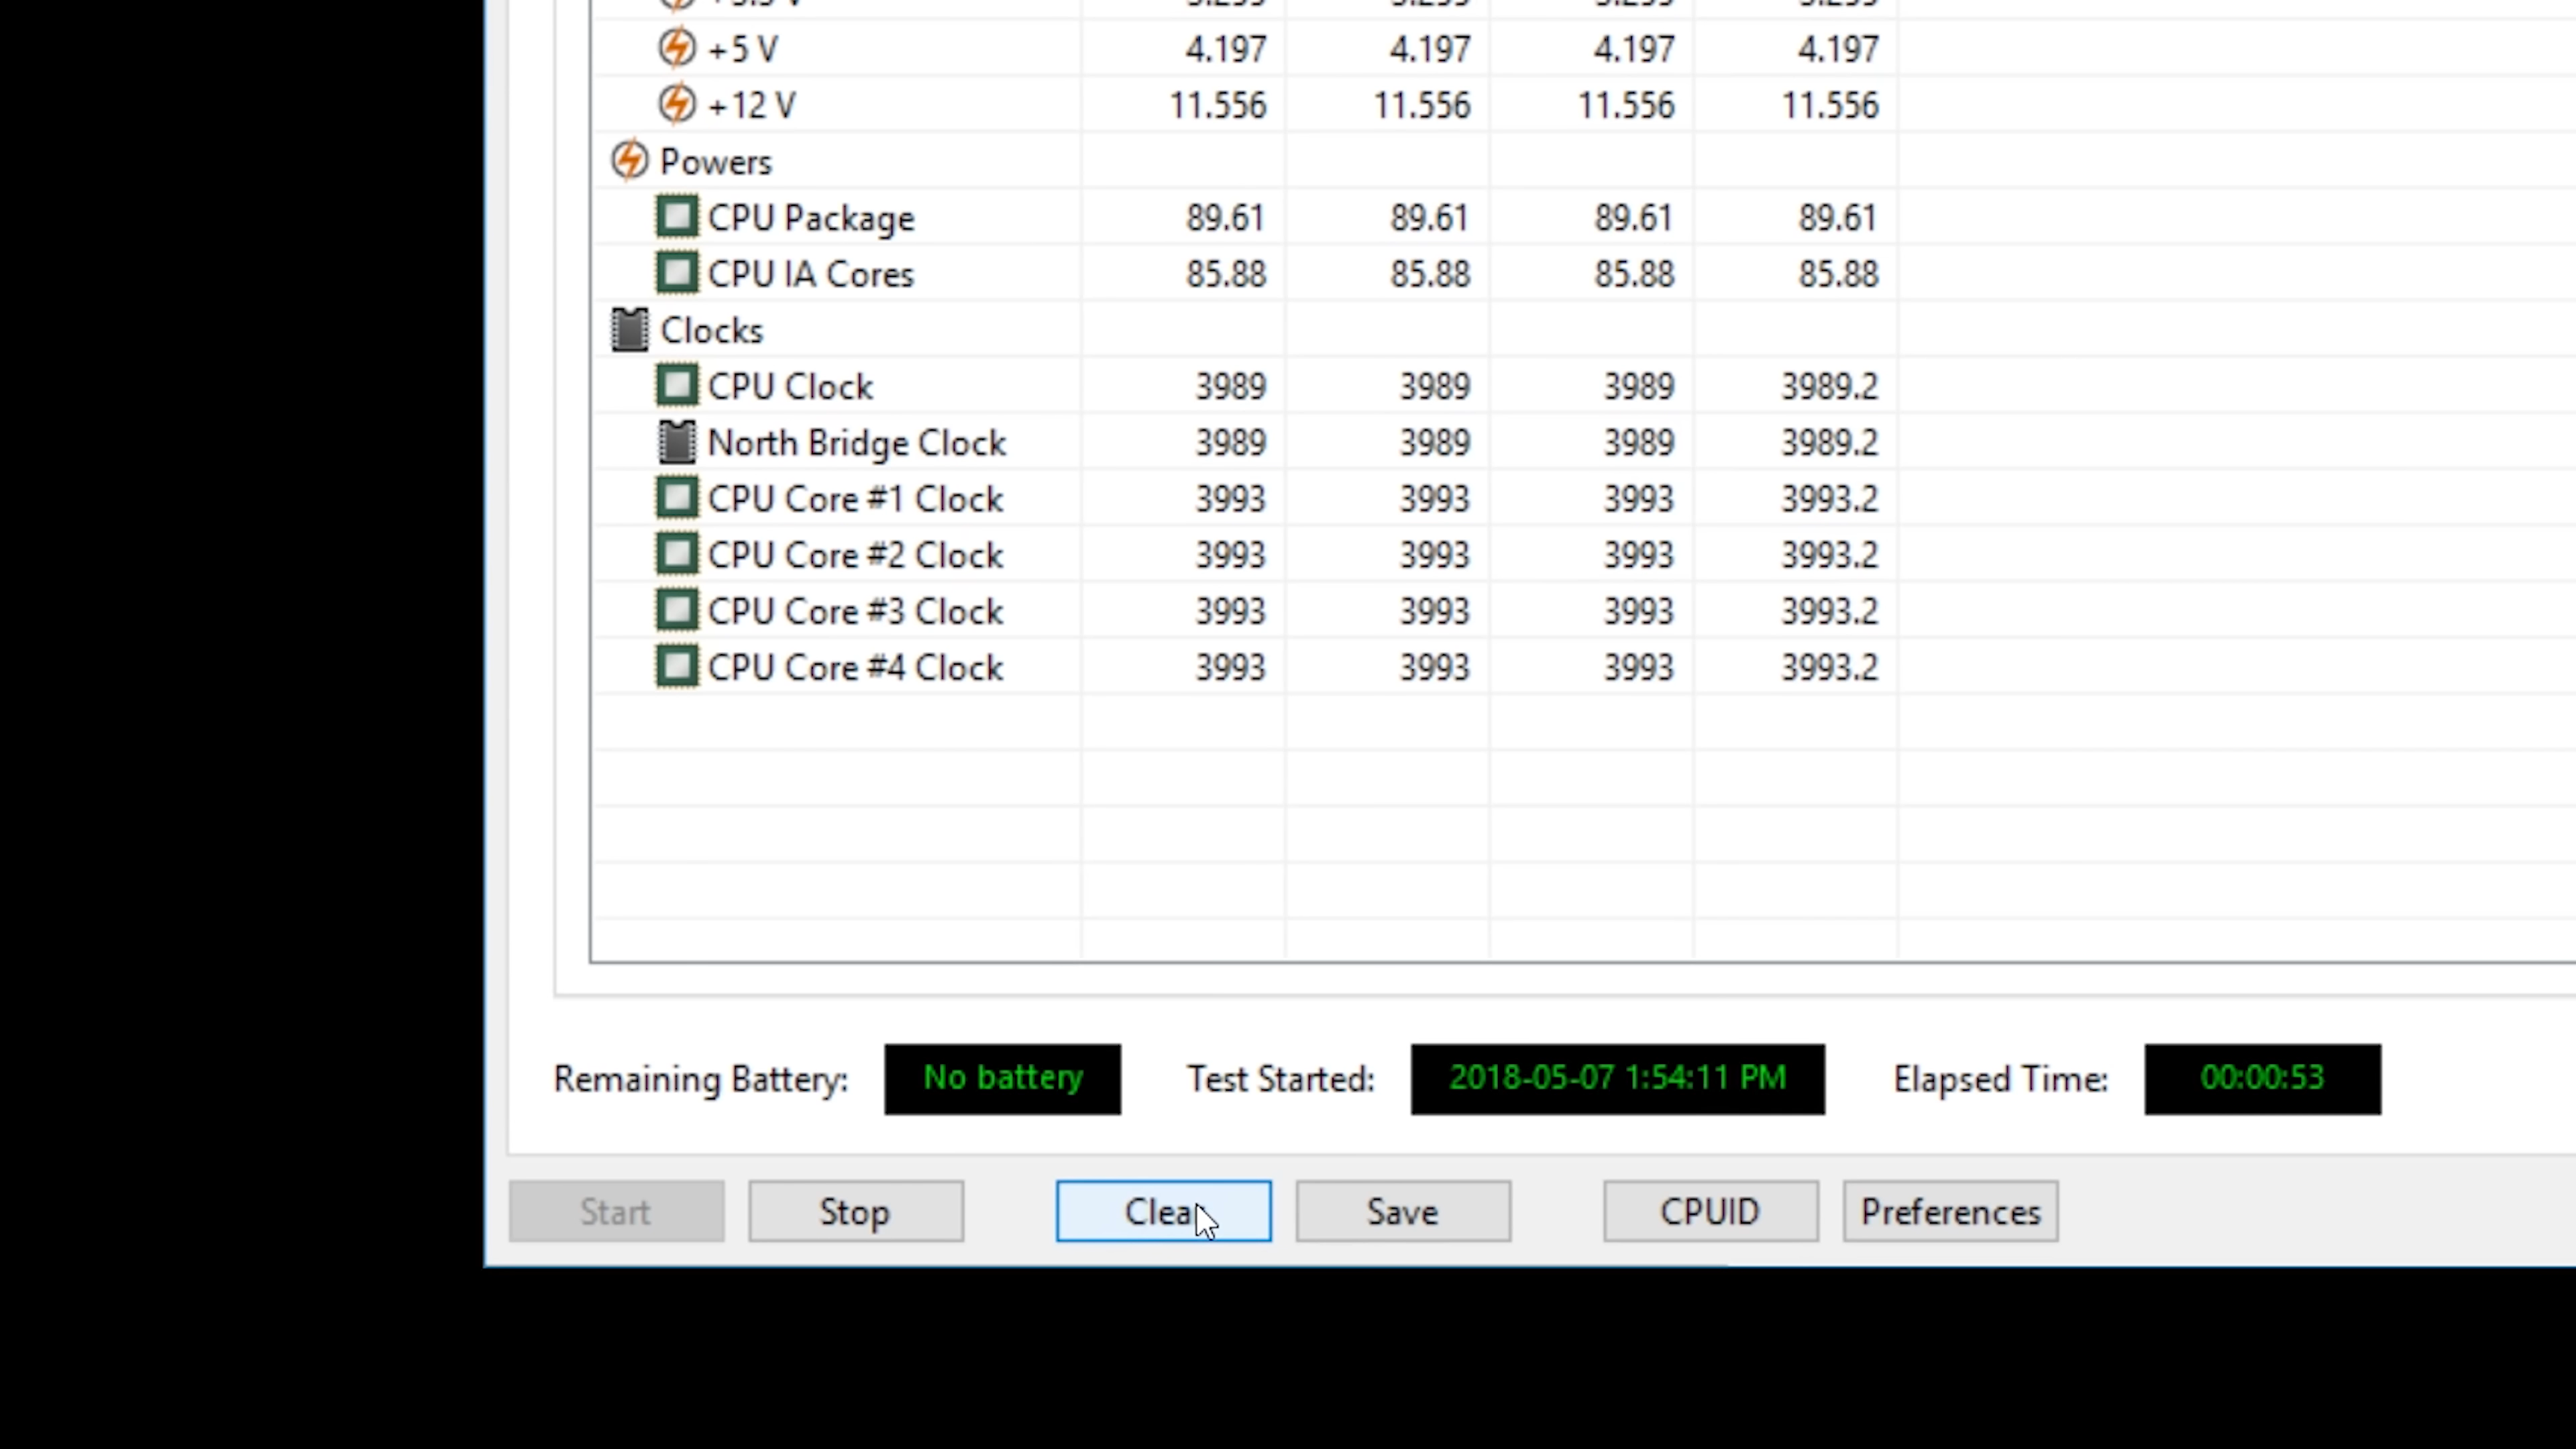 +5 V 4.197 4.197 4.197 4.197
+12 V 11.556 11.556 11.556 11.556
Powers
CPU Package 89.61 89.61 89.61 89.61
CPU IA Cores 85.88 85.88 85.88 85.88
Clocks
CPU Clock 3989 3989 3989 3989.2
North Bridge Clock 3989 3989 3989 3989.2
CPU Core #1 Clock 3993 3993 3993 3993.2
CPU Core #2 Clock 3993 3993 3993 3993.2
CPU Core #3 Clock 3993 3993 3993 3993.2
CPU Core #4 Clock 3993 3993 3993 3993.2
Remaining Battery: No battery Test Started: 2018-05-07 1:54:11 PM Elapsed Time: 00:00:53
Start Stop Clear Save CPUID Preferences